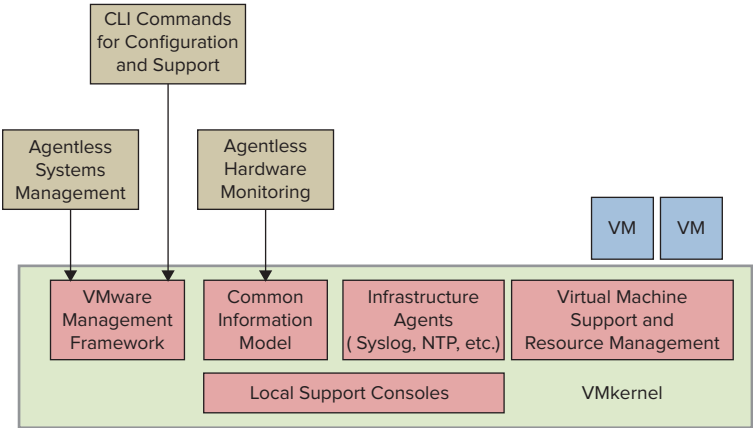 CLI Commands
for Configuration
and Support
Agentless
Systems
Management
Agentless
Hardware
Monitoring
VM
VM
VMware
Management
Framework
Common
Information
Model
Infrastructure
Agents
( Syslog, NTP, etc.)
Virtual Machine
Support and
Resource Management
Local Support Consoles
VMkernel